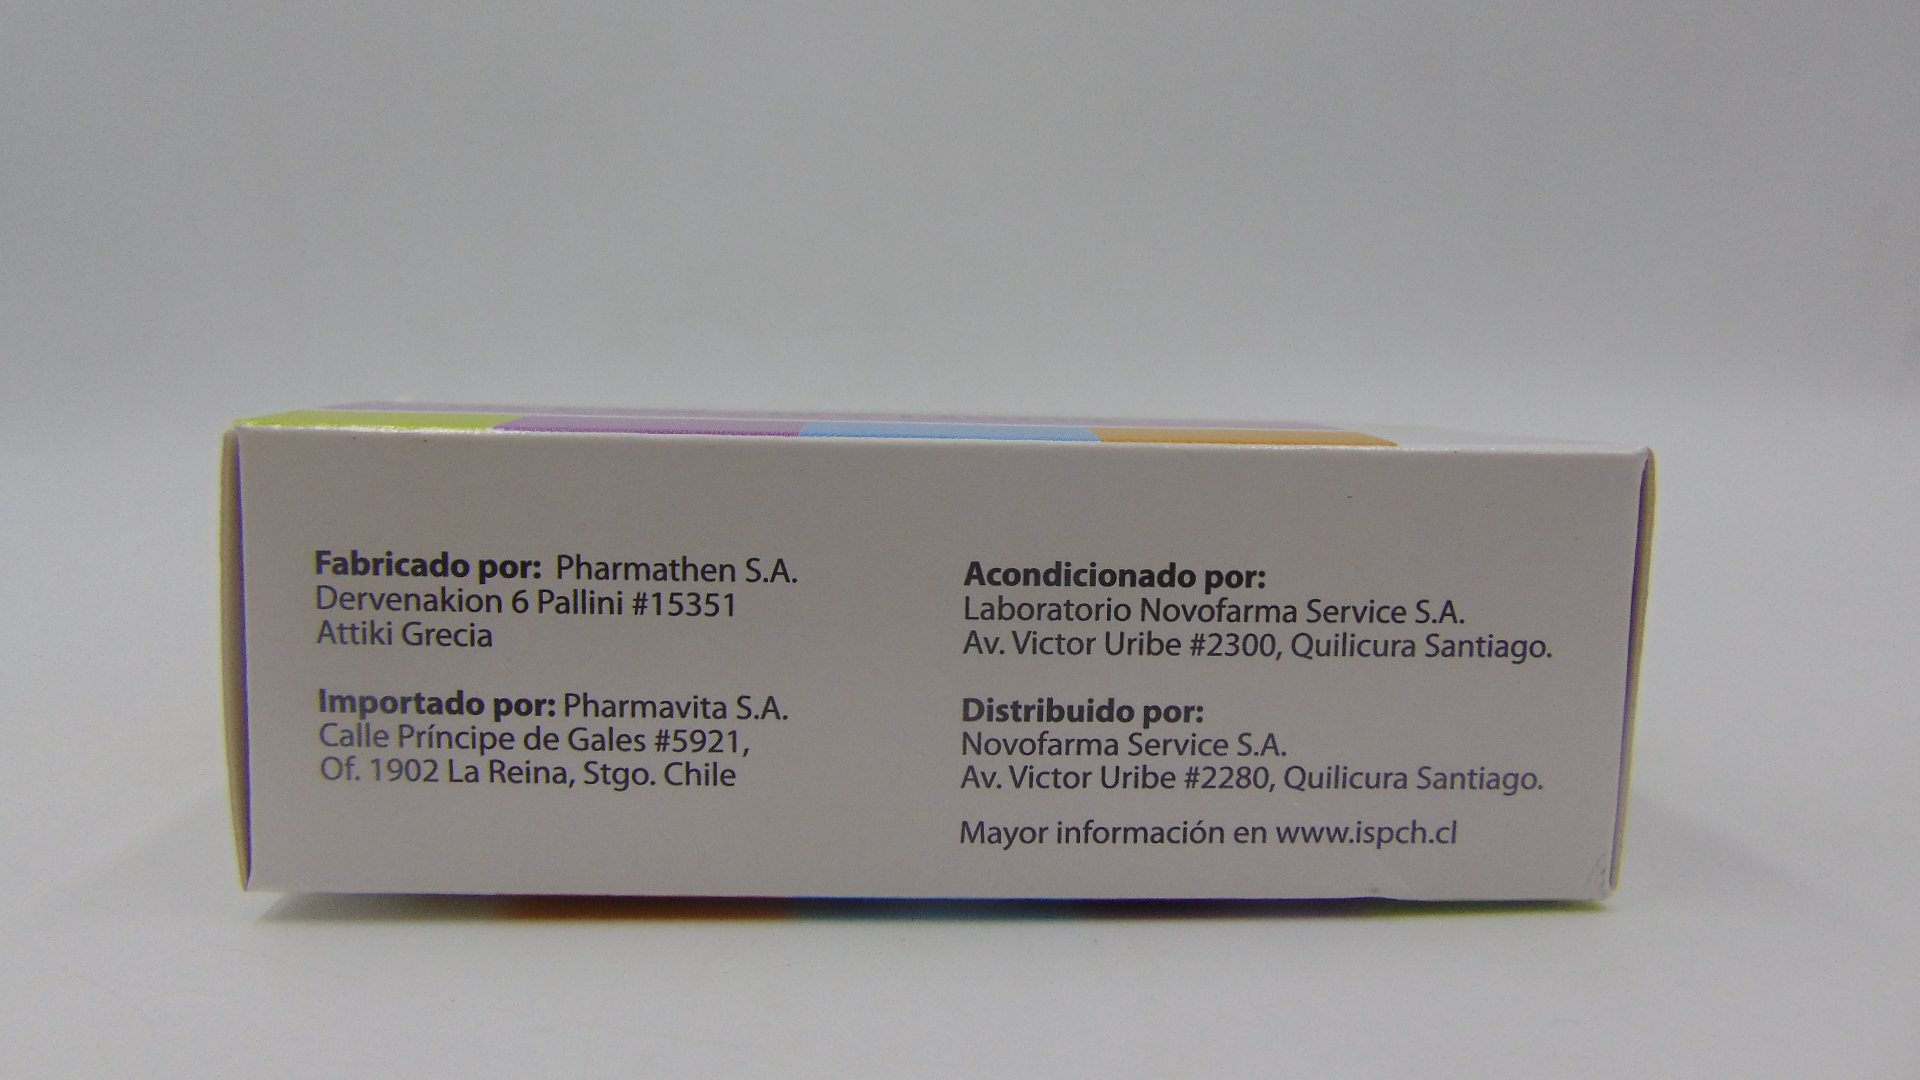 Fabricado por: Pharmathen S.A.
Dervenakion 6 Pallini #15351
Attiki Grecia
Importado por: Pharmavita S.A.
Calle Príncipe de Gales #5921,
Of. 1902 La Reina, Stgo. Chile
Acondicionado por:
Laboratorio Novofarma Service S.A.
Av. Victor Uribe #2300, Quilicura Santiago.
Distribuido por:
Novofarma Service S.A.
Av. Victor Uribe #2280, Quilicura Santiago.
Mayor información en www.ispch.cl